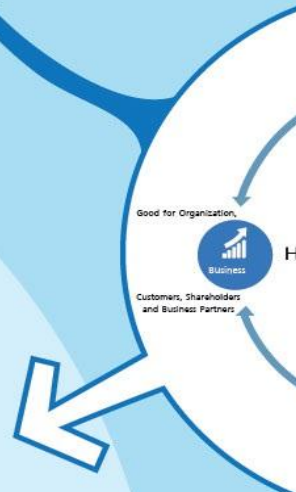 Good for Organization,
Business
H
Customers, Shareholders
and Business Partners